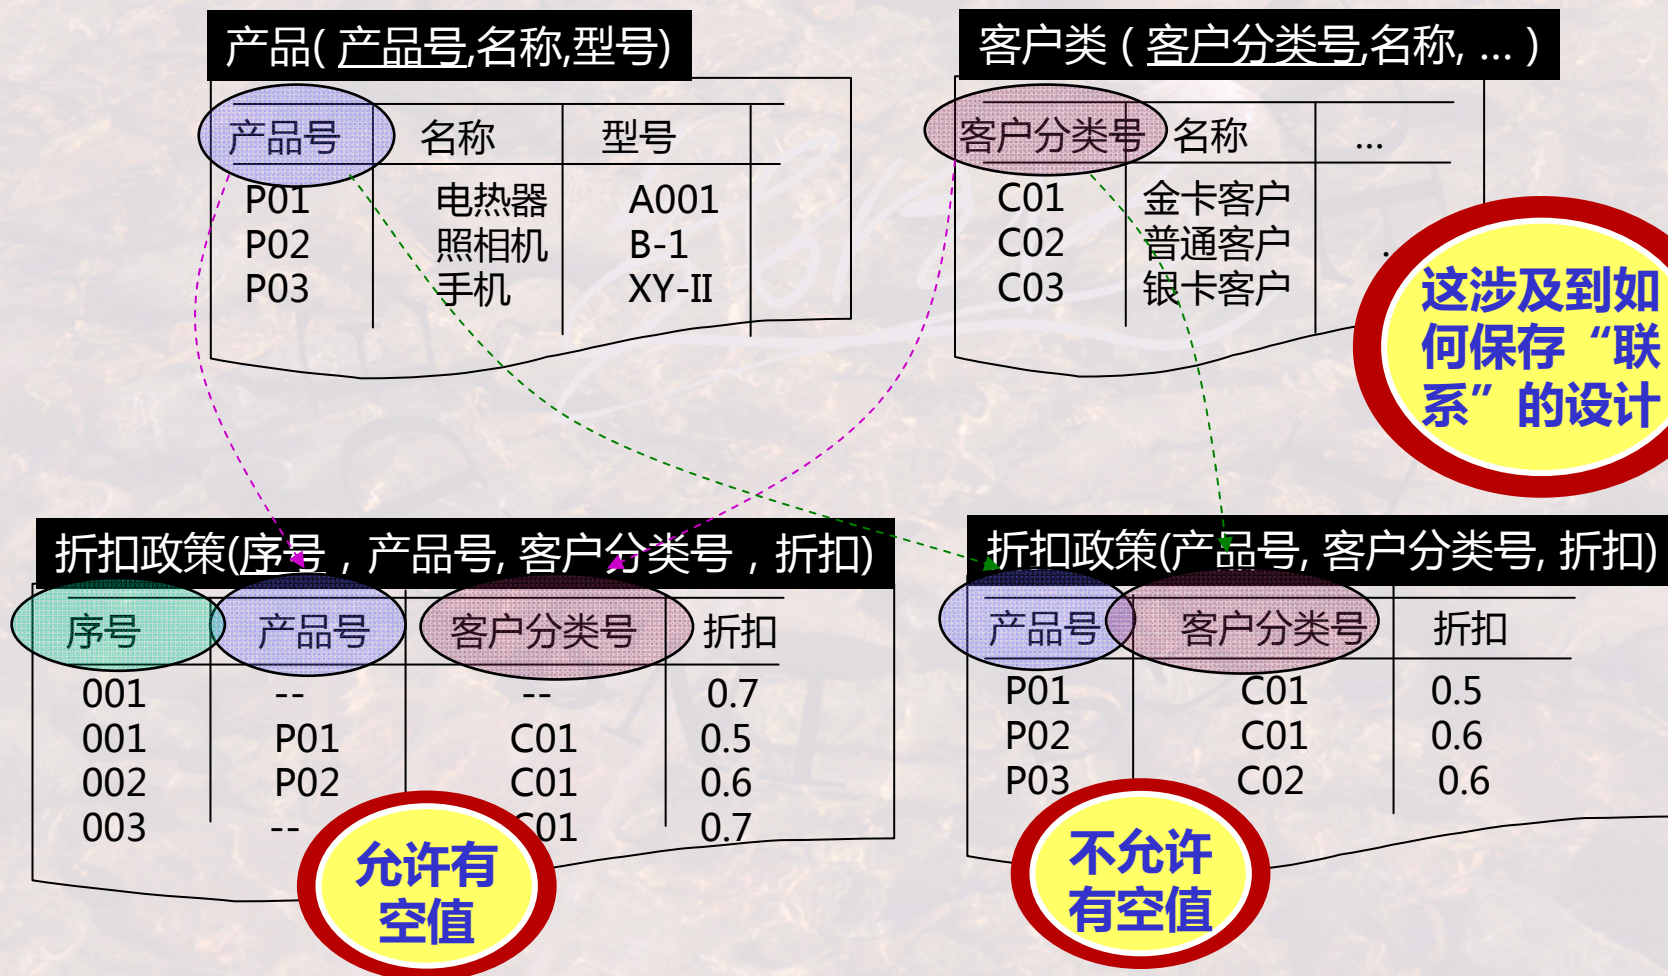 产品( 产品号,名称,型号)
产品号 名称 型号
P01 电热器 A001
P02 照相机 B-1
P03 手机 XY-II
客户类 ( 客户分类号,名称, ... )
客户分类号 名称 ...
C01 金卡客户
C02 普通客户 .
C03 银卡客户
这涉及到如
何保存“联
系”的设计
折扣政策(序号 , 产品号, 客户分类号 , 折扣)
序号 产品号 客户分类号 折扣
001 -- -- 0.7
001 P01 C01 0.5
002 P02 C01 0.6
003 -- C01 0.7
允许有
空值
折扣政策(产品号, 客户分类号, 折扣)
产品号 客户分类号 折扣
P01 C01 0.5
P02 C01 0.6
P03 C02 0.6
不允许
有空值